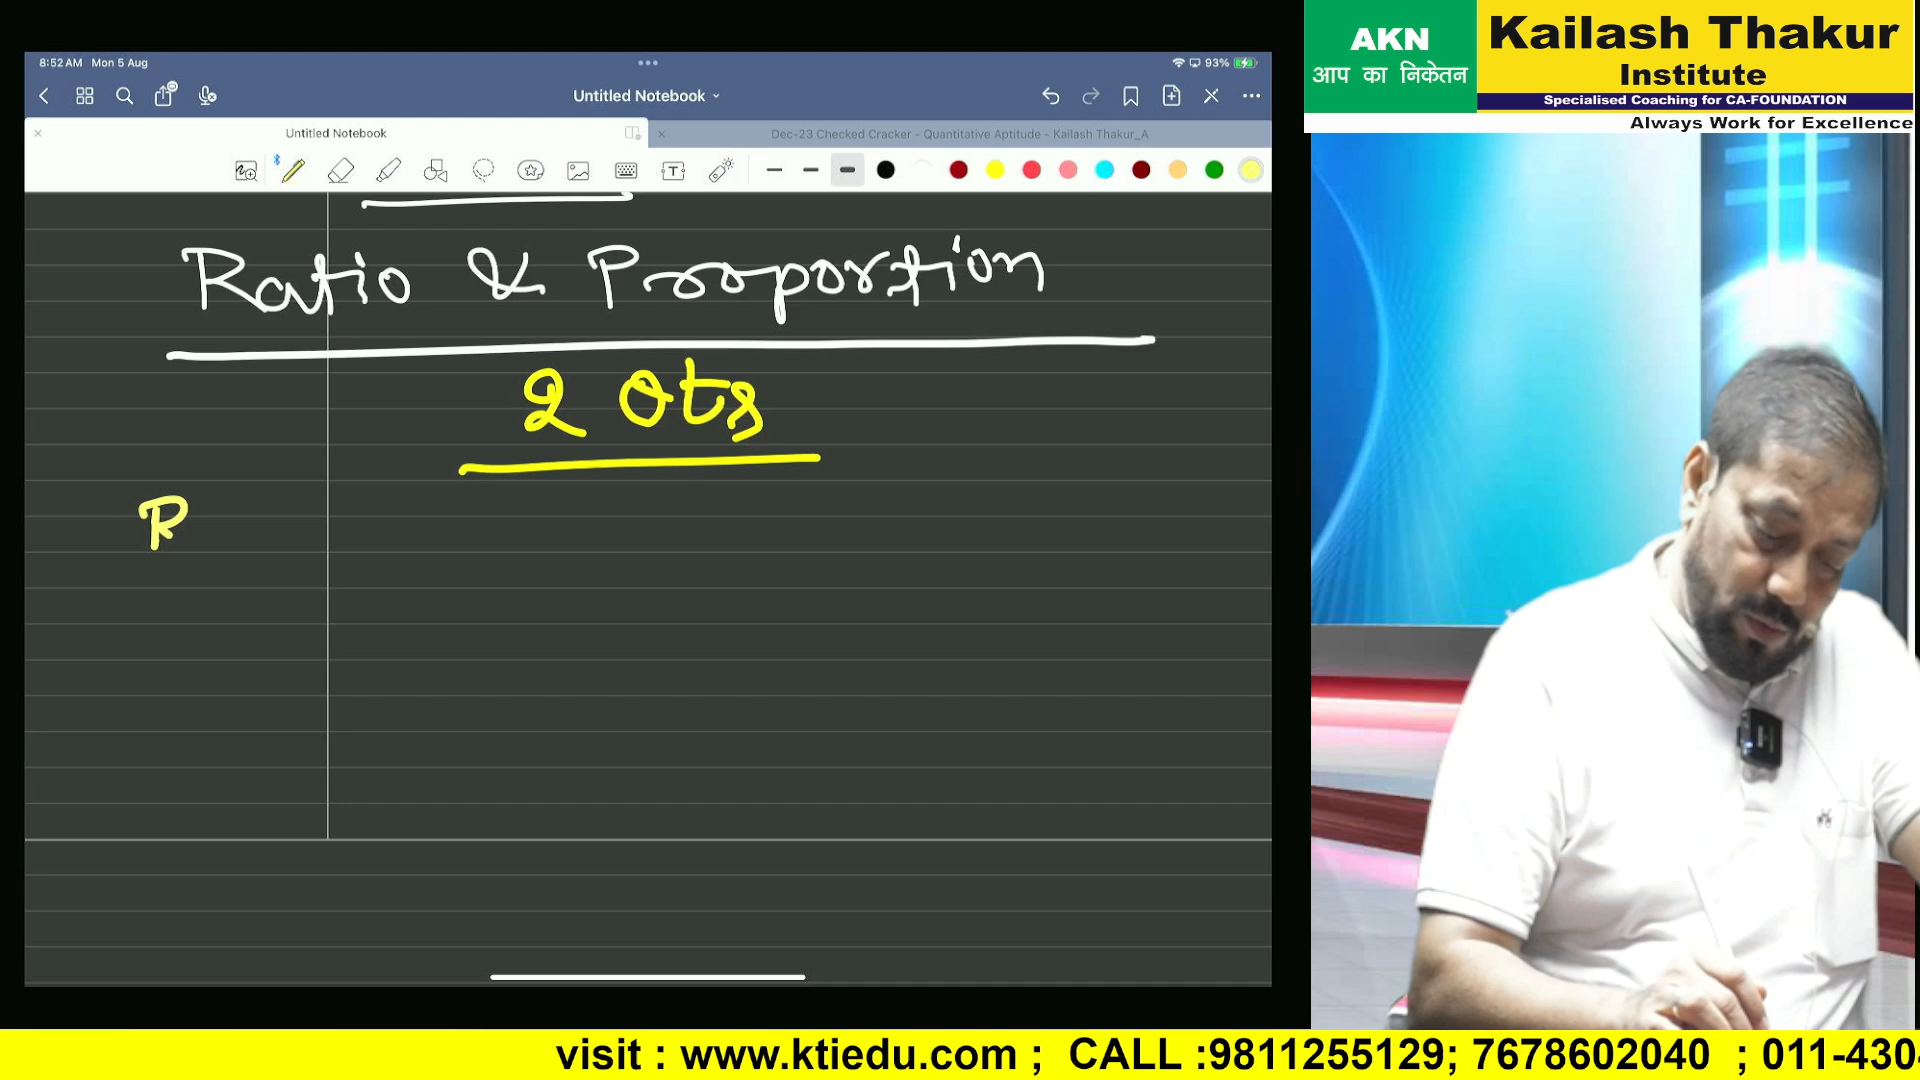 8:52 AM Mon 5 Aug
93%
Untitled Notebook
Untitled Notebook
Dec-23 Checked Cracker - Quantitative Aptitude - Kailash Thakur_A
T
Ratio & Proportion
2 Qts
R
AKN
आप का निकेतन
Kailash Thakur
Institute
Specialised Coaching for CA-FOUNDATION
Always Work for Excellence
visit : www.ktiedu.com ; CALL :9811255129; 7678602040 ; 011-430